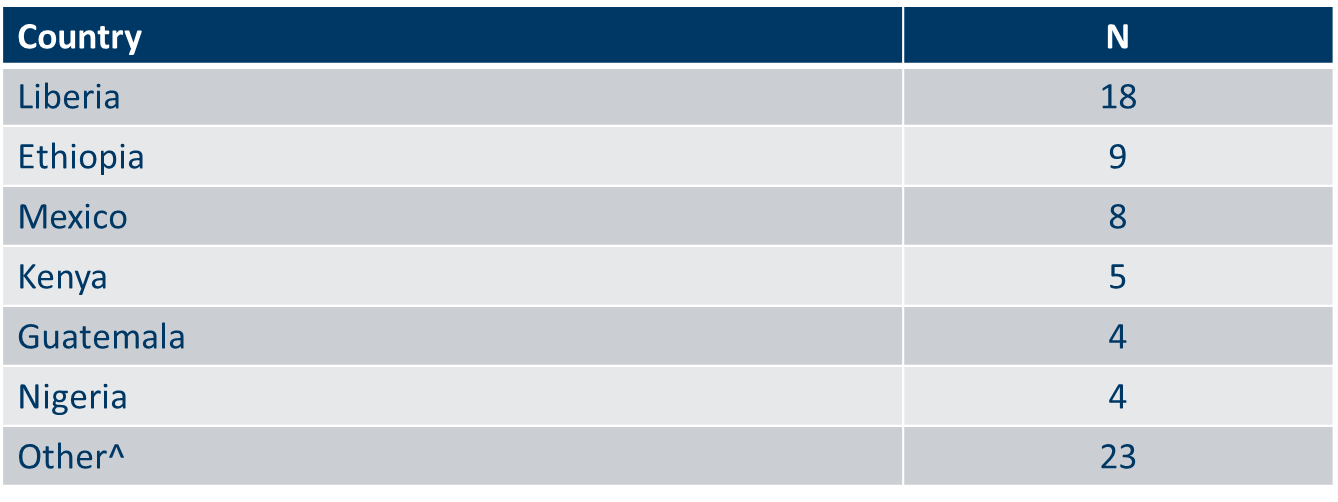 Country N
Liberia 18
Ethiopia 9
Mexico 8
Kenya 5
Guatemala 4
Nigeria 4
Other^ 23